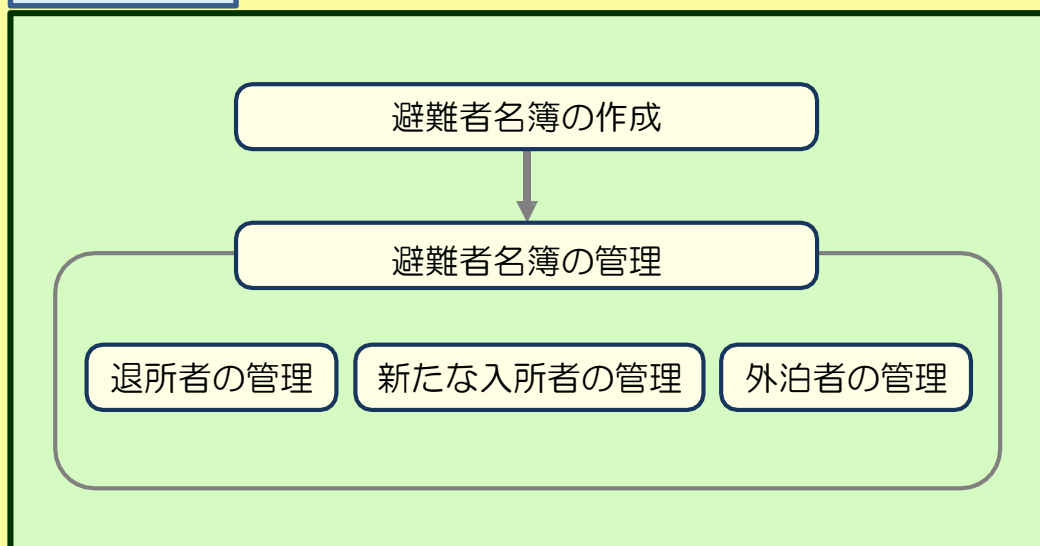 避難者名簿の作成
避難者名簿の管理
退所者の管理
新たな入所者の管理
外泊者の管理